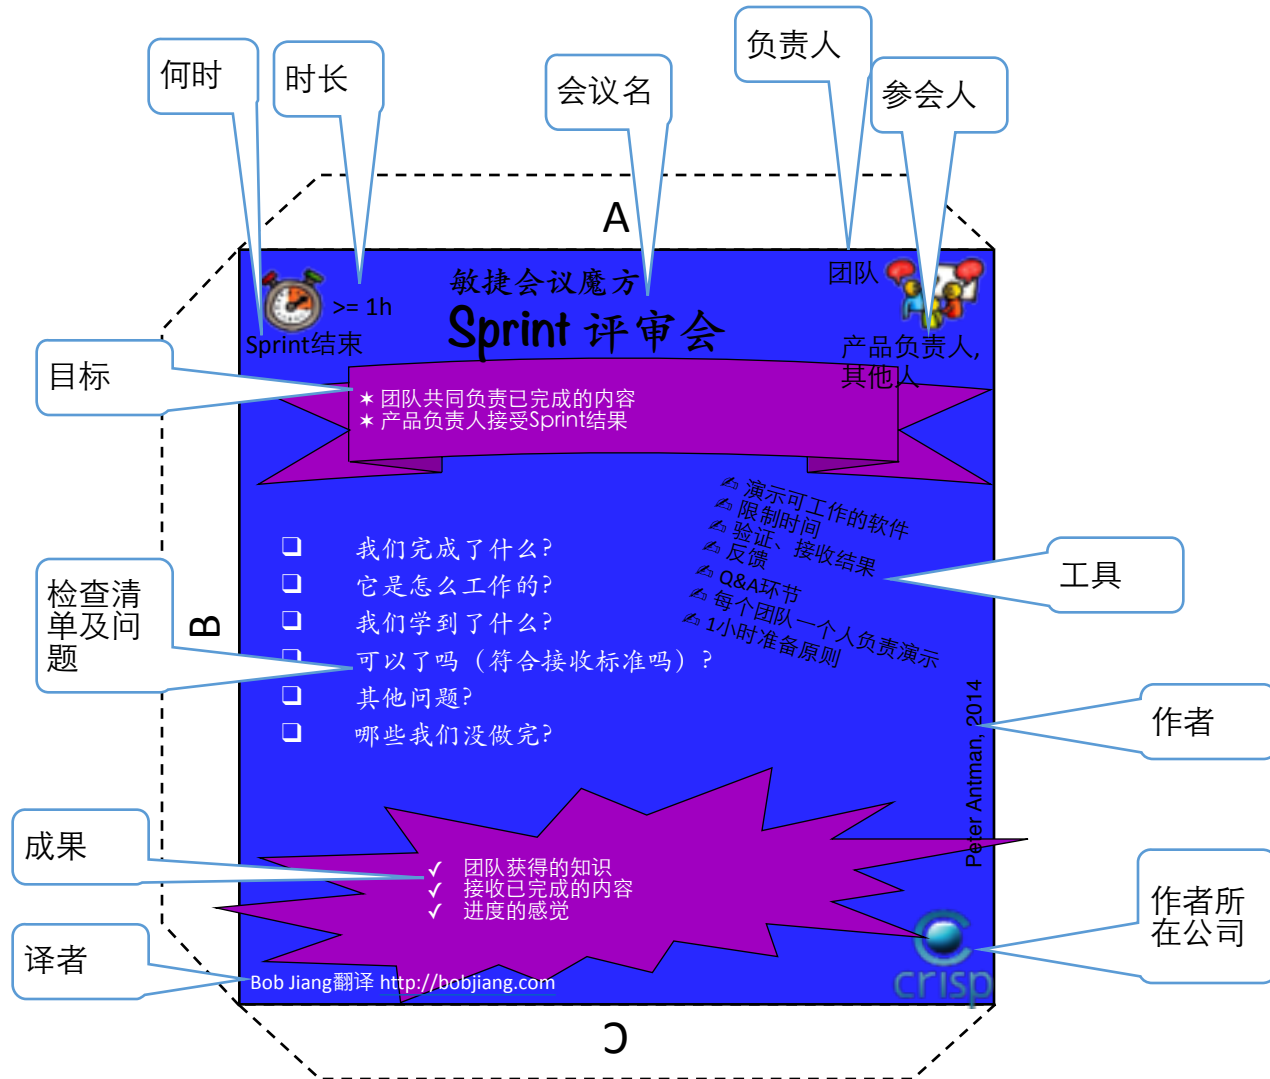 负责人
何时
时长
会议名
参会人
A
团队
敏捷会议魔方
>= 1h
Sprint 评审会
Sprint结束
产品负责人,
其他人
目标
✶ 团队共同负责已完成的内容
✶ 产品负责人接受Sprint结果
✍ 演示可工作的软件
✍ 限制时间
✍ 验证、接收结果
✍ 反馈
✍ Q&A环节
✍ 每个团队一个人负责演示
✍ 1小时准备原则
工具
检查清
单及问
题
B
❑ 我们完成了什么?
❑ 它是怎么工作的?
❑ 我们学到了什么?
❑ 可以了吗（符合接收标准吗）?
❑ 其他问题?
❑ 哪些我们没做完?
Peter Antman, 2014
作者
成果
✓ 团队获得的知识
✓ 接收已完成的内容
✓ 进度的感觉
作者所
在公司
crisp
译者
Bob Jiang翻译 http://bobjiang.com
C